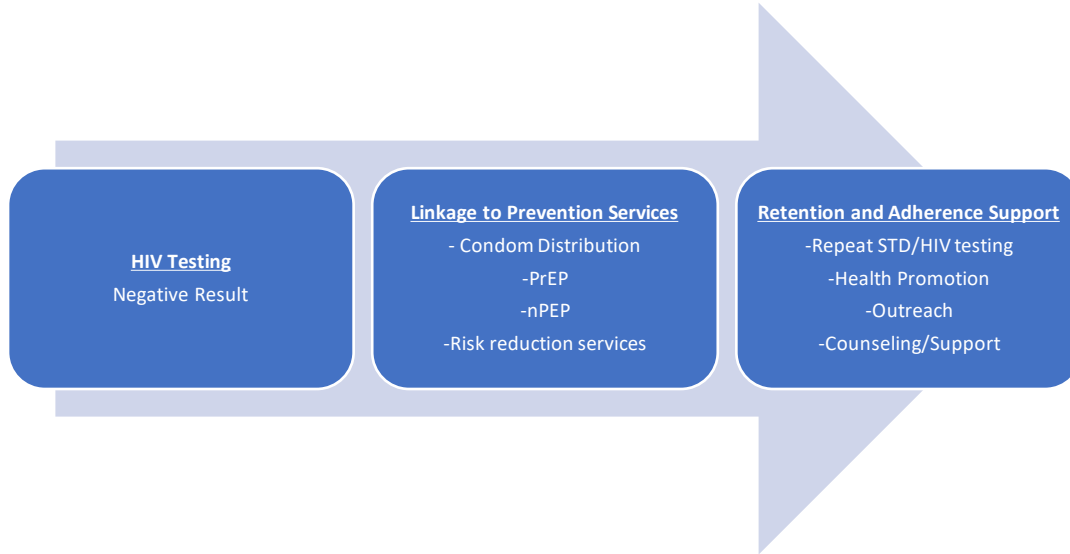 HIV Testing
Negative Result
Linkage to Prevention Services
- Condom Distribution
-PrEP
-nPEP
-Risk reduction services
Retention and Adherence Support
-Repeat STD/HIV testing
-Health Promotion
-Outreach
-Counseling/Support